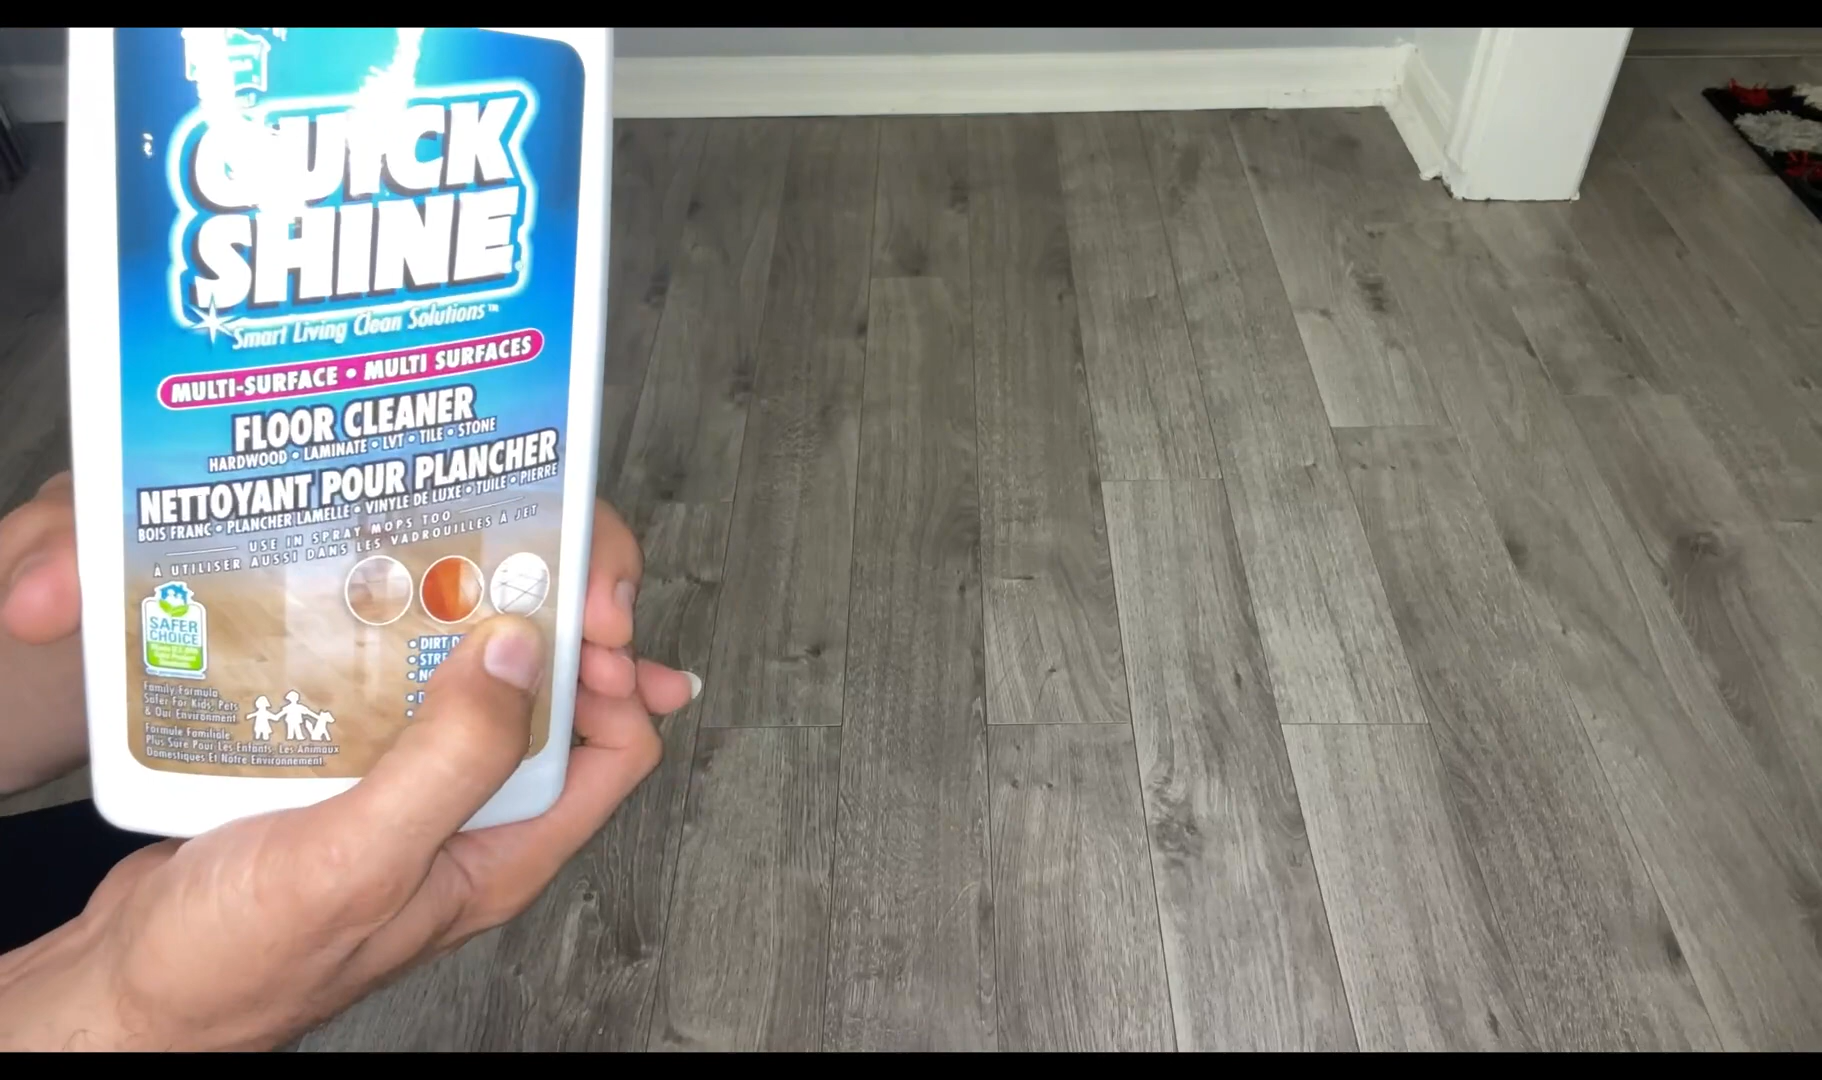 QUICK
SHINE
Smart Living Clean Solutions™
MULTI-SURFACE • MULTI SURFACES
FLOOR CLEANER
HARDWOOD • LAMINATE • LVT • TILE • STONE
NETTOYANT POUR PLANCHER
BOIS FRANC • PLANCHER LAMELLE • VINYLE DE LUXE • TUILE • PIERRE
USE IN SPRAY MOPS TOO
À UTILISER AUSSI DANS LES VADROUILLES À JET
SAFER
CHOICE
• DIRT
Family Formula
Safer For Kids, Pets
& Our Environment
Formule Familiale
Plus Sûre Pour Les Enfants, Les Animaux
Domestiques Et Notre Environnement